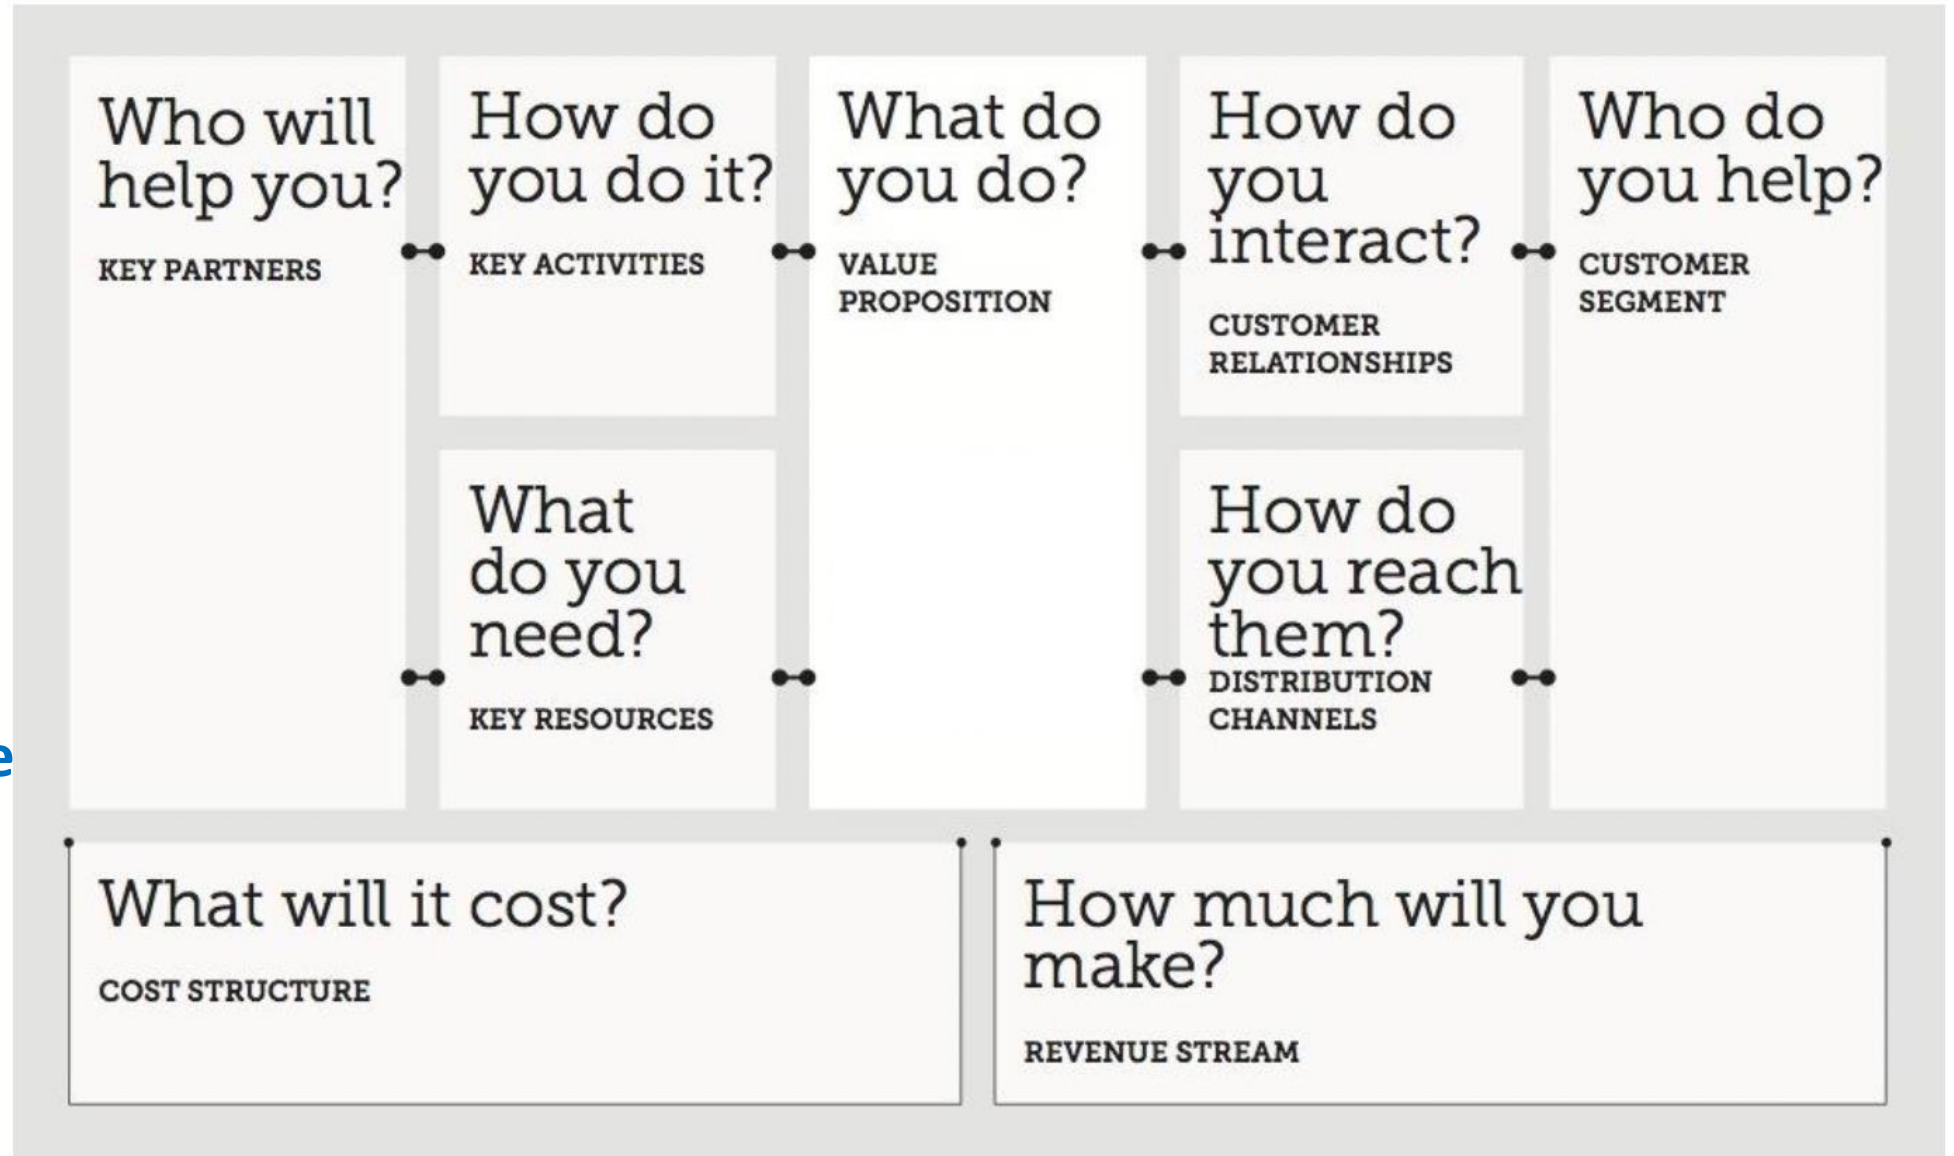 Who will
help you?
KEY PARTNERS
How do
you do it?
KEY ACTIVITIES
What
do you
need?
KEY RESOURCES
What do
you do?
VALUE
PROPOSITION
How do
you
interact?
CUSTOMER
RELATIONSHIPS
How do
you reach
them?
DISTRIBUTION
CHANNELS
Who do
you help?
CUSTOMER
SEGMENT
e
What will it cost?
COST STRUCTURE
How much will you
make?
REVENUE STREAM